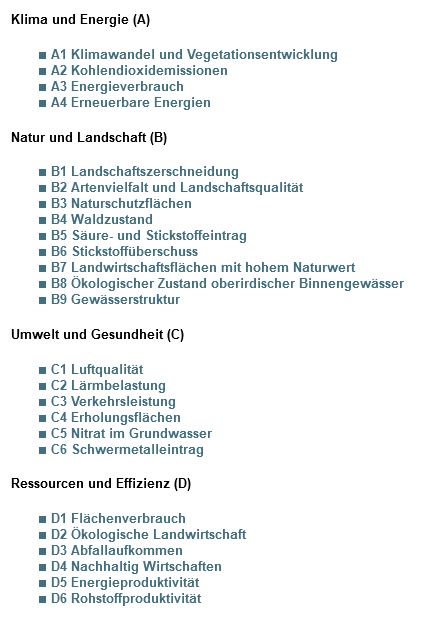 Klima und Energie (A)
A1 Klimawandel und Vegetationsentwicklung
A2 Kohlendioxidemissionen
A3 Energieverbrauch
A4 Erneuerbare Energien
Natur und Landschaft (B)
B1 Landschaftszerschneidung
B2 Artenvielfalt und Landschaftsqualität
B3 Naturschutzflächen
B4 Waldzustand
B5 Säure- und Stickstoffeintrag
B6 Stickstoffüberschuss
B7 Landwirtschaftsflächen mit hohem Naturwert
B8 Ökologischer Zustand oberirdischer Binnengewässer
B9 Gewässerstruktur
Umwelt und Gesundheit (C)
C1 Luftqualität
C2 Lärmbelastung
C3 Verkehrsleistung
C4 Erholungsflächen
C5 Nitrat im Grundwasser
C6 Schwermetalleintrag
Ressourcen und Effizienz (D)
D1 Flächenverbrauch
D2 Ökologische Landwirtschaft
D3 Abfallaufkommen
D4 Nachhaltig Wirtschaften
D5 Energieproduktivität
D6 Rohstoffproduktivität